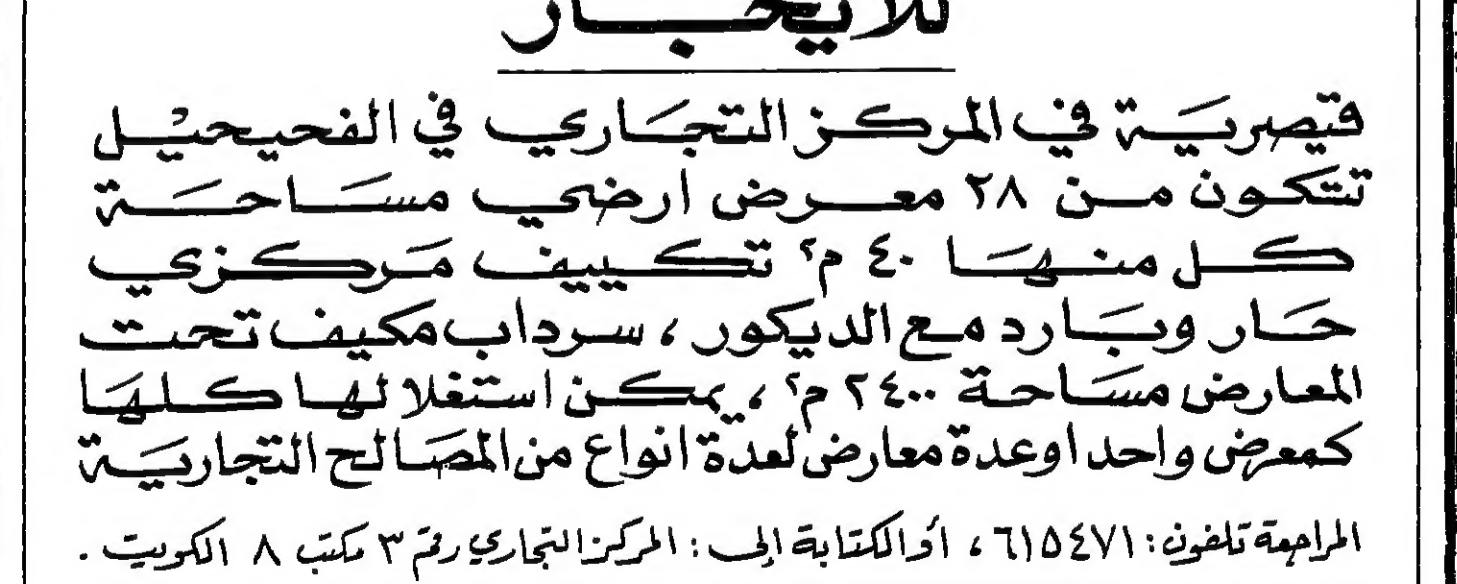 للايجار
قيصرية في المركز التجاري في الفحيحيل
تتكون من ٢٨ معرض ارضي مساحة
كل منها ٤٠ م٢ تكييف مركزي
حار وبارد مع الديكور ، سرداب مكيف تحت
المعارض مساحة ٢٤٠٠ م٢ ، يمكن استغلالها كلها
كمعرض واحد او عدة معارض لعدة انواع من المصالح التجارية
المراجعة تلفون : ٦١٥٤٧١ ، أو الكتابة إلى : المركز التجاري رقم ٣ مكتب ٨ الكويت .